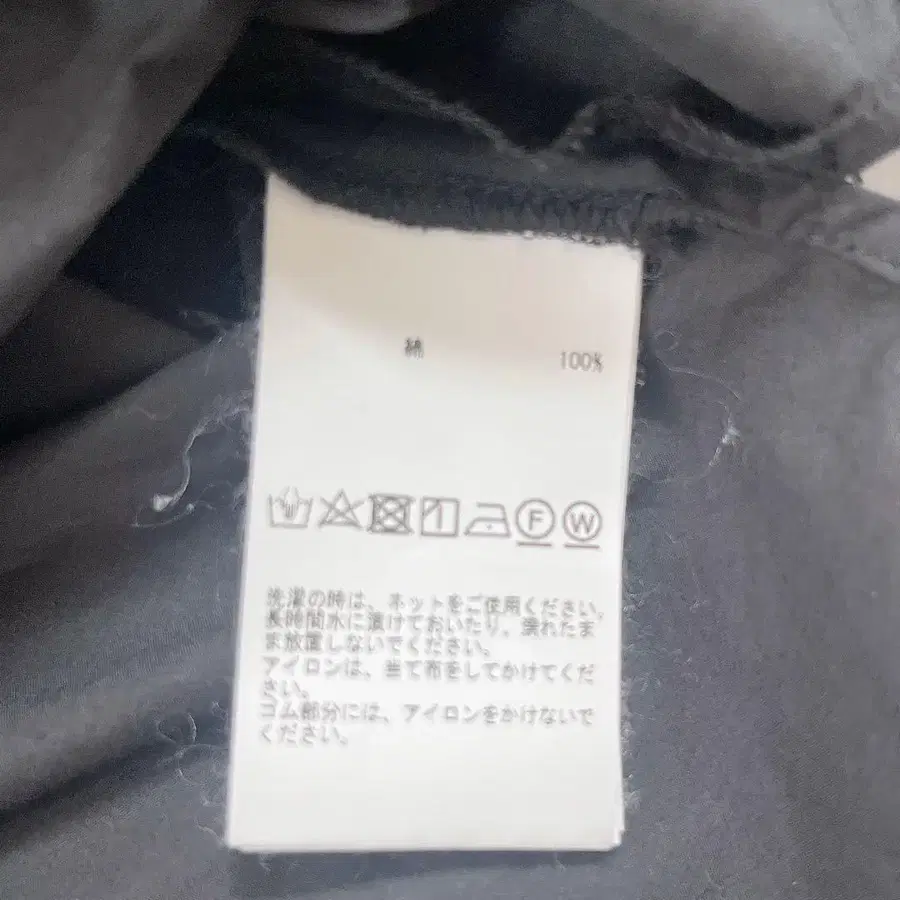 綿 100%
F W
洗濯の時は、ネットをご使用ください。
長時間水に漬けておいたり、濡れたま
ま放置しないでください。
アイロンは、当て布をしてかけてくだ
さい。
ゴム部分には、アイロンをかけないで
ください。